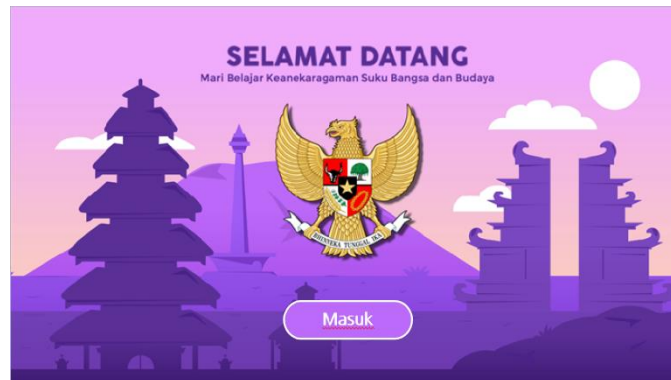 SELAMAT DATANG
Mari Belajar Keanekaragaman Suku Bangsa dan Budaya
BHINNEKA TUNGGAL IKA
Masuk